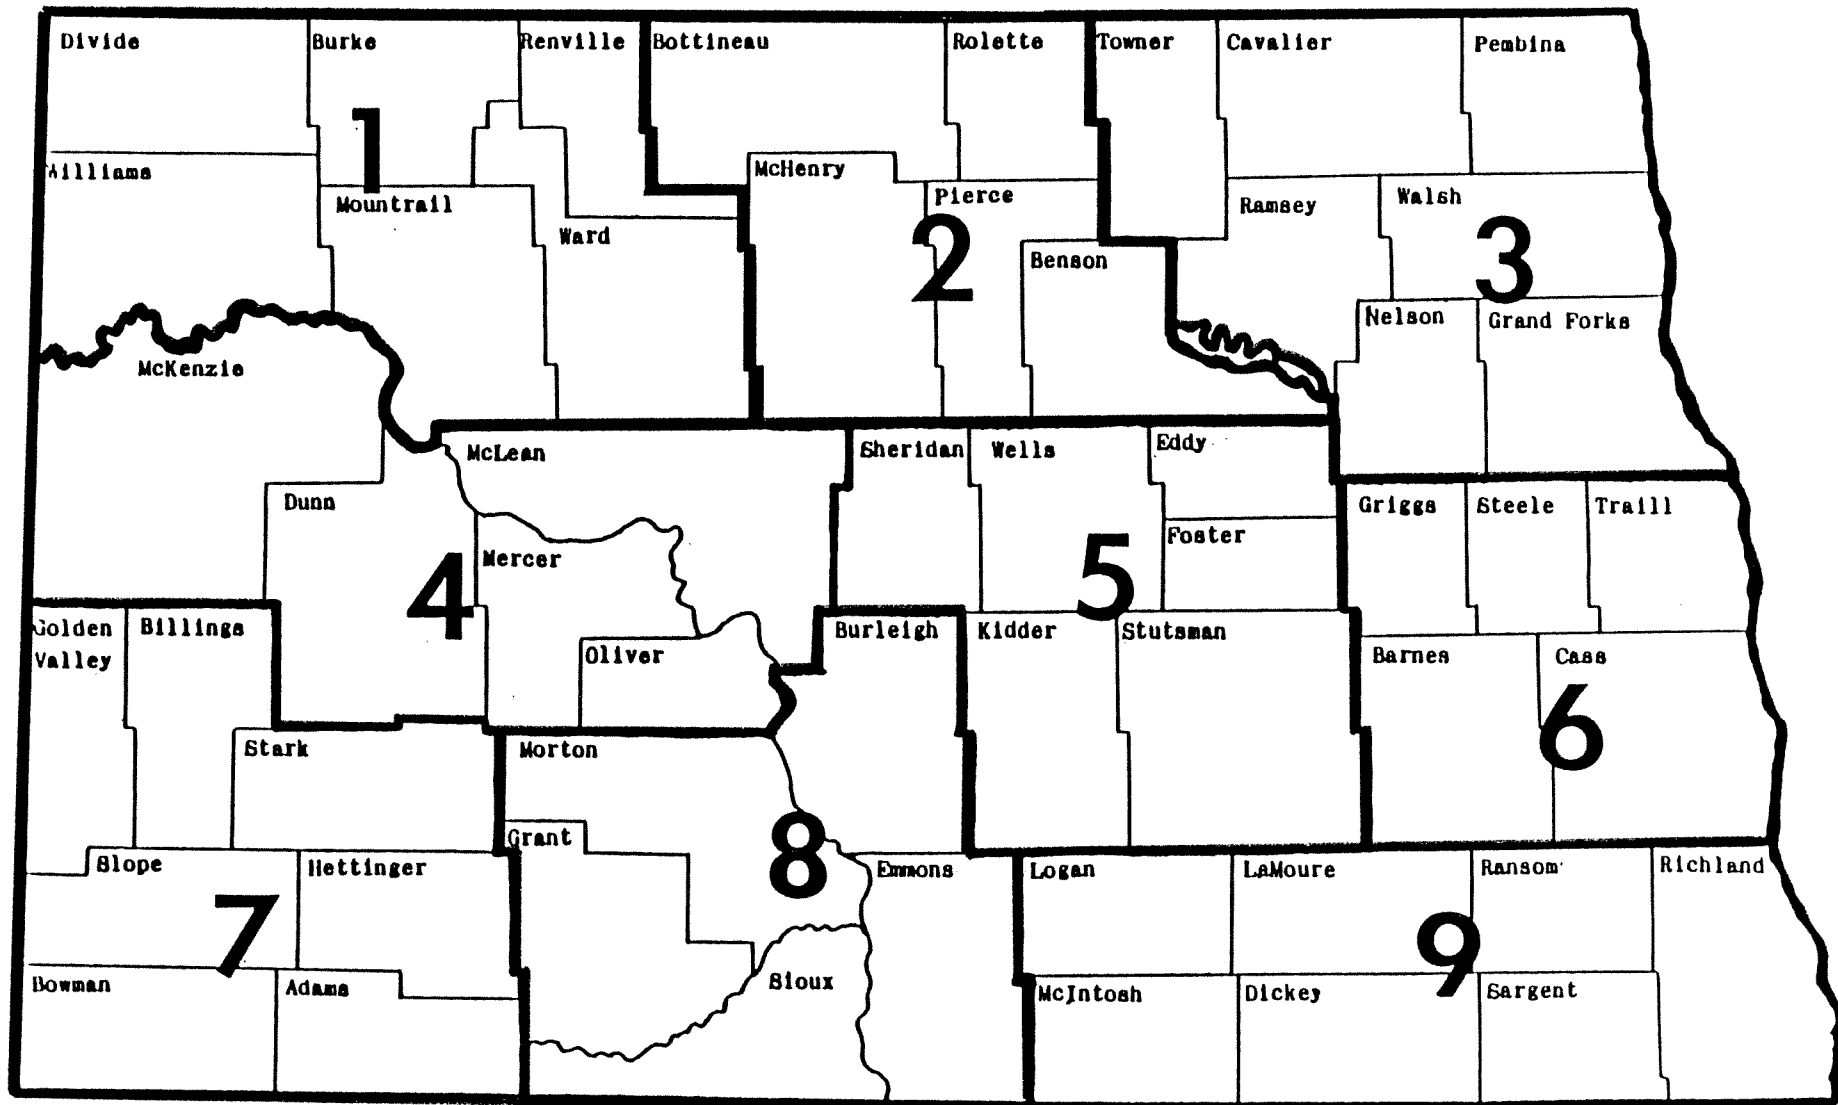 Divide Burke Renville Bottineau Rolette Towner Cavalier Pembina
1
Williams McHenry
Mountrail Pierce Ramsey Walsh
Ward 2 Benson 3
McKenzie Nelson Grand Forks
McLean Sheridan Wells Eddy
Dunn Griggs Steele Traill
4 Mercer 5 Foster
Golden Billings Burleigh Kidder Stutsman
Valley Oliver Barnes Cass
6
Stark Morton
8
Grant
Slope Hettinger Emmons Logan LaMoure Ransom Richland
7 9
Bowman Adams Sioux McIntosh Dickey Sargent